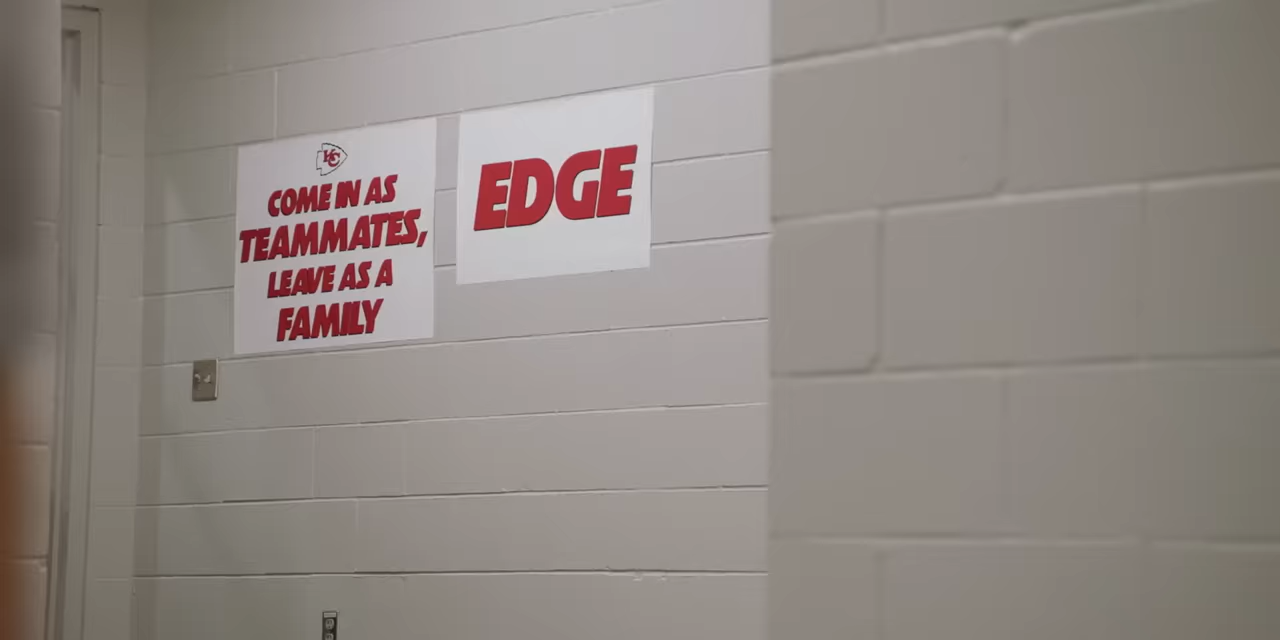 KC
COME IN AS
TEAMMATES,
LEAVE AS A
FAMILY
EDGE